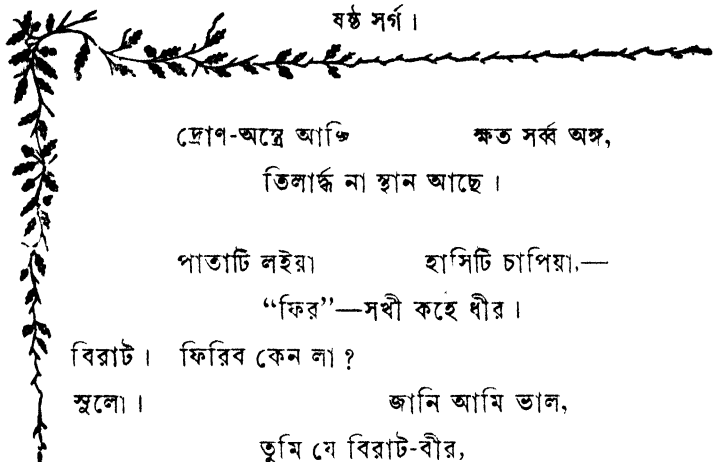 ষষ্ঠ সর্গ।
দ্রোণ-অস্ত্রে আজি ক্ষত সর্ব্ব অঙ্গ,
তিলার্দ্ধ না স্থান আছে।
পাতাটি লইয়া হাসিটি চাপিয়া,—
“ফির”—সখী কহে ধীর।
বিরাট। ফিরিব কেন লা?
সুলো। জানি আমি ভাল,
তুমি যে বিরাট-বীর,